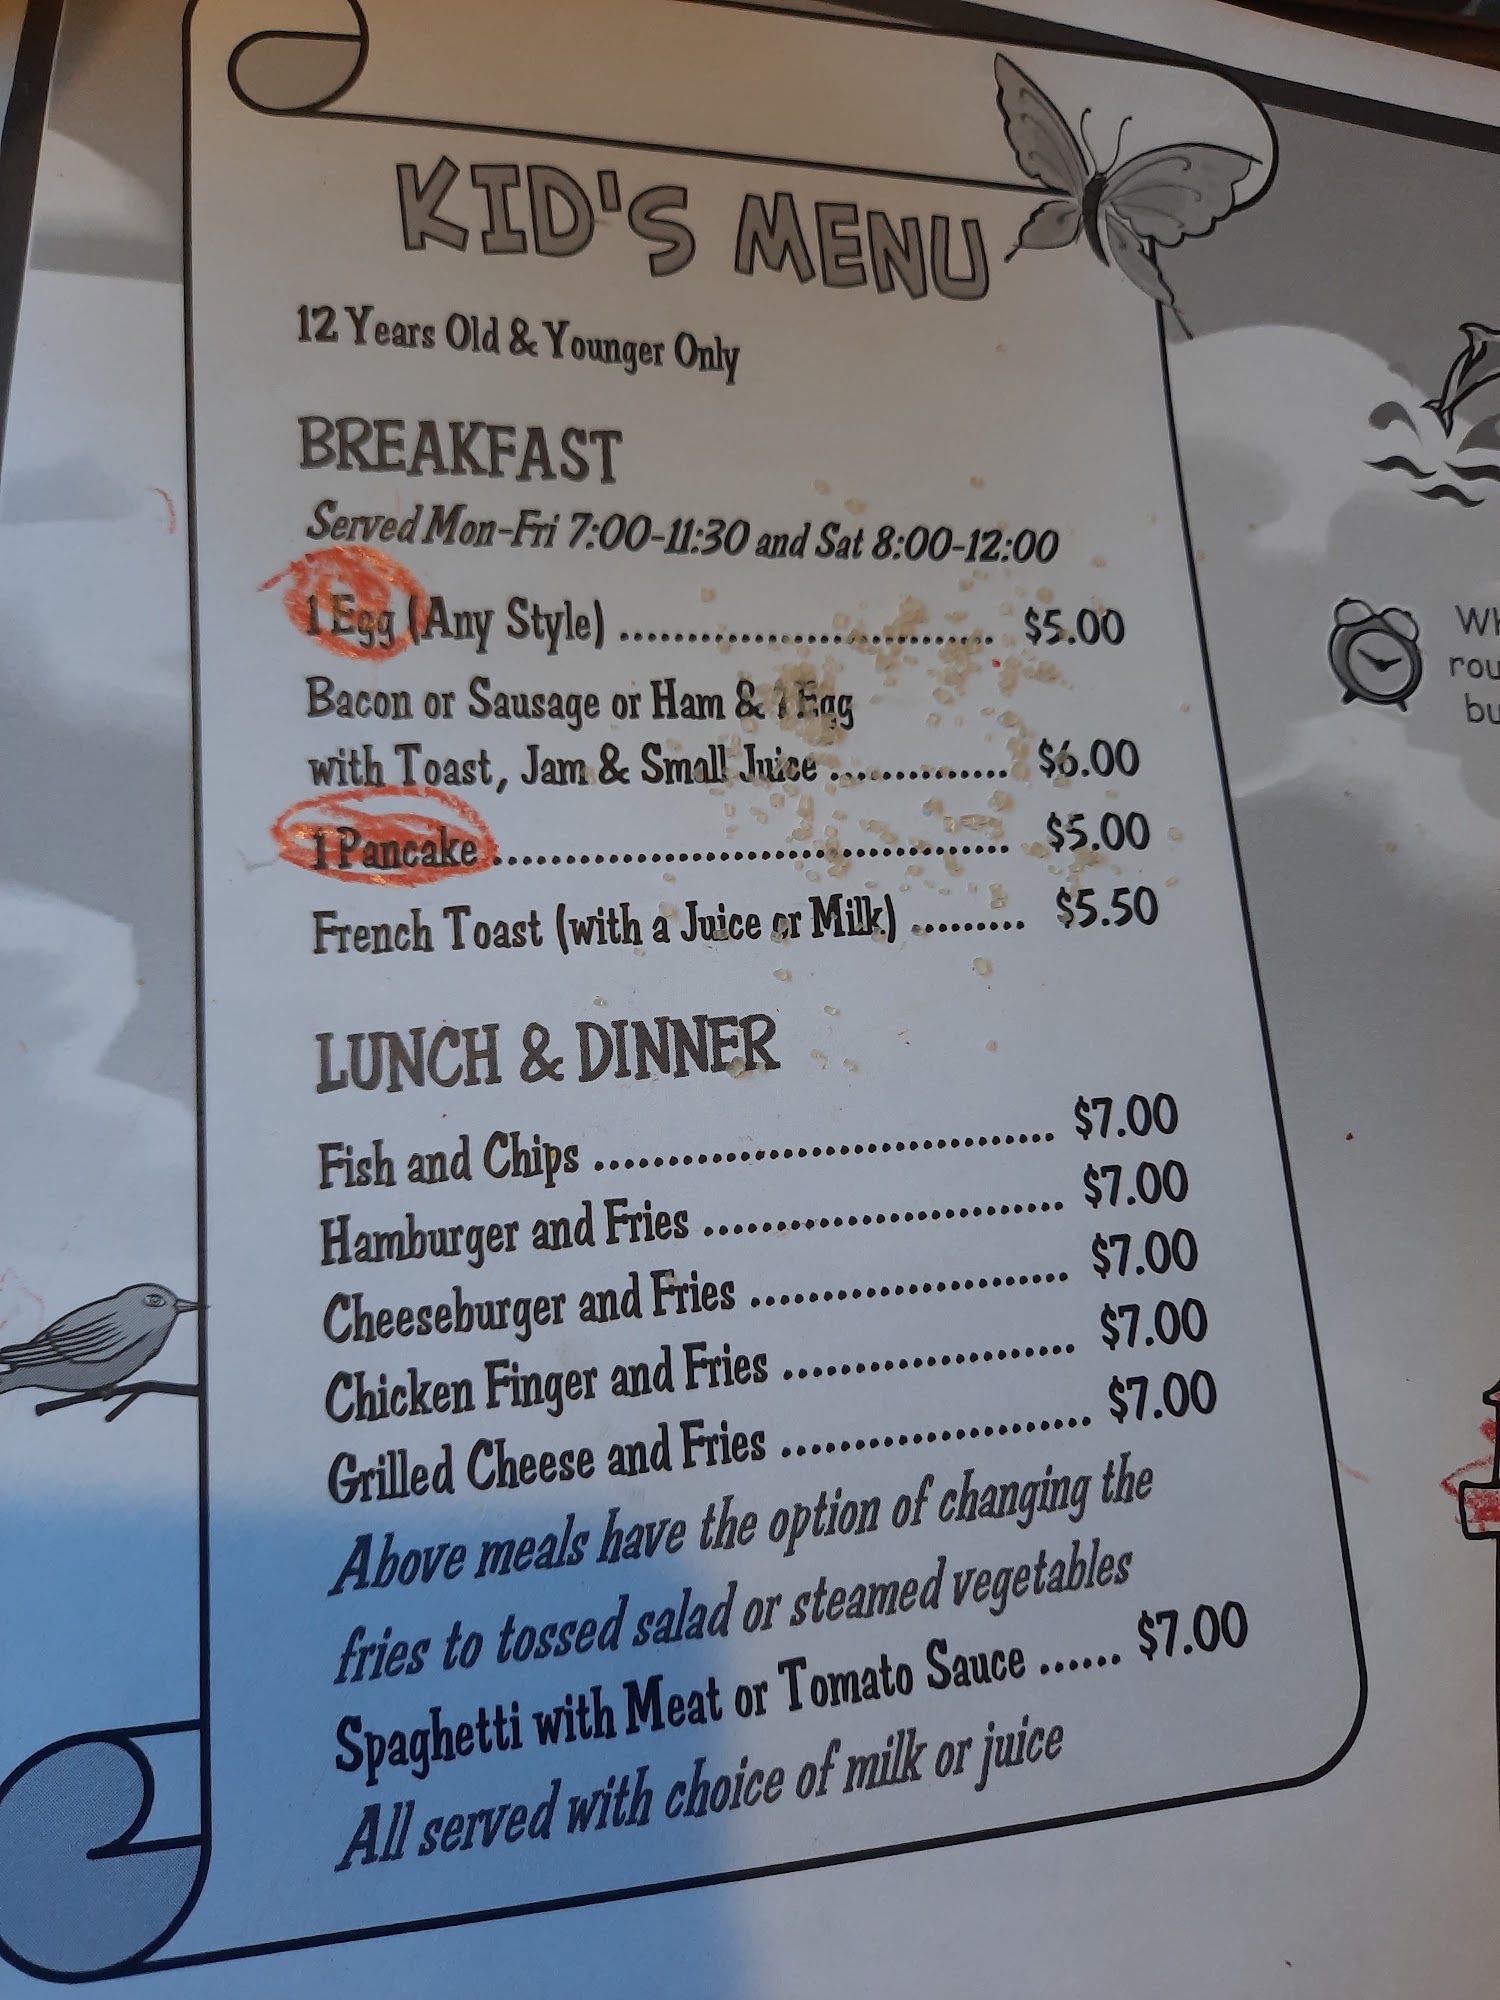 KID'S MENU
12 Years Old & Younger Only
BREAKFAST
Served Mon-Fri 7:00-11:30 and Sat 8:00-12:00
1 Egg (Any Style) ............................ $5.00
Bacon or Sausage or Ham & 1 Egg
with Toast, Jam & Small Juice ............. $6.00
1 Pancake .................................... $5.00
French Toast (with a Juice or Milk) ........ $5.50
LUNCH & DINNER
Fish and Chips ................................ $7.00
Hamburger and Fries ......................... $7.00
Cheeseburger and Fries ...................... $7.00
Chicken Finger and Fries .................... $7.00
Grilled Cheese and Fries ..................... $7.00
Above meals have the option of changing the
fries to tossed salad or steamed vegetables
Spaghetti with Meat or Tomato Sauce ...... $7.00
All served with choice of milk or juice